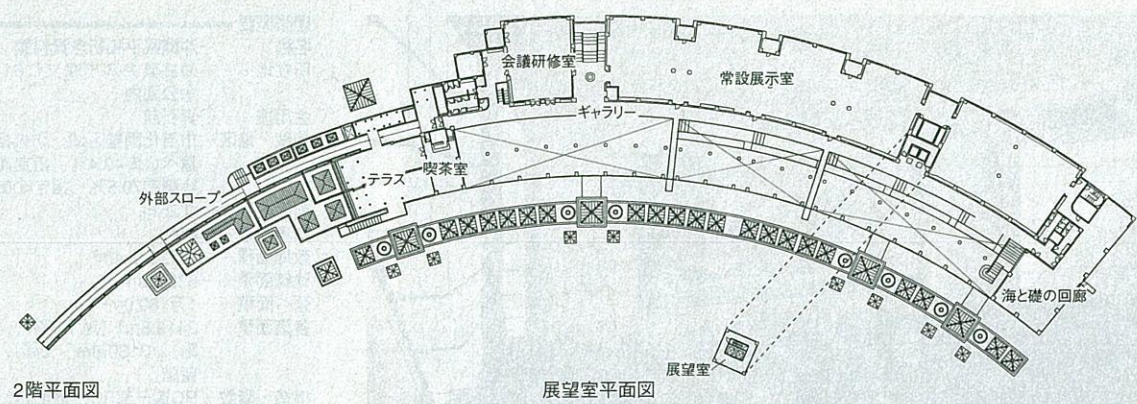 会議研修室
常設展示室
ギャラリー
喫茶室
テラス
外部スロープ
海と礎の回廊
展望室
2階平面図
展望室平面図